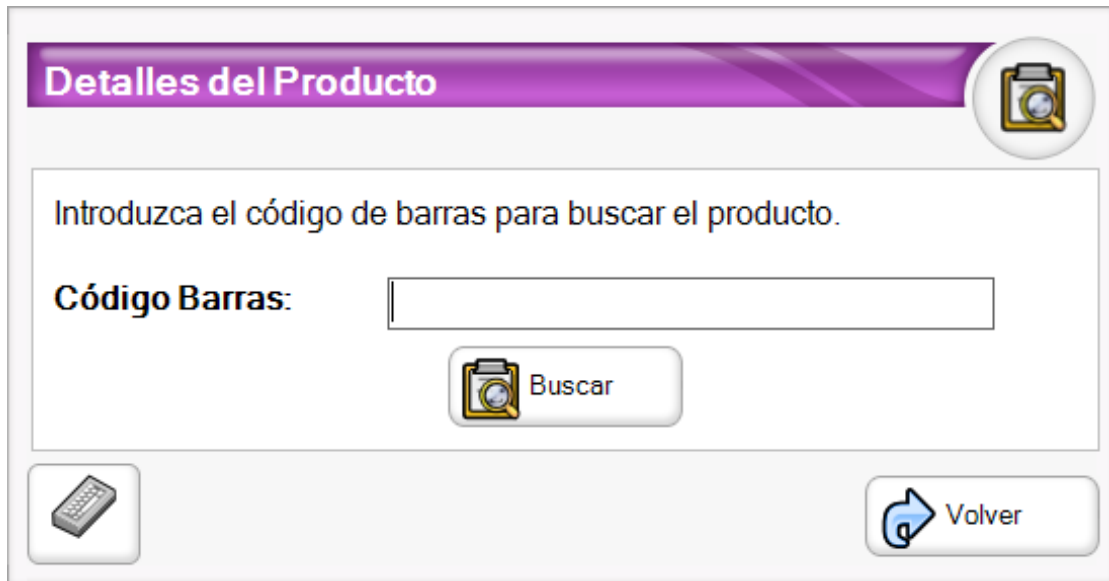 Detalles del Producto
Introduzca el código de barras para buscar el producto.
Código Barras:
Buscar
Volver